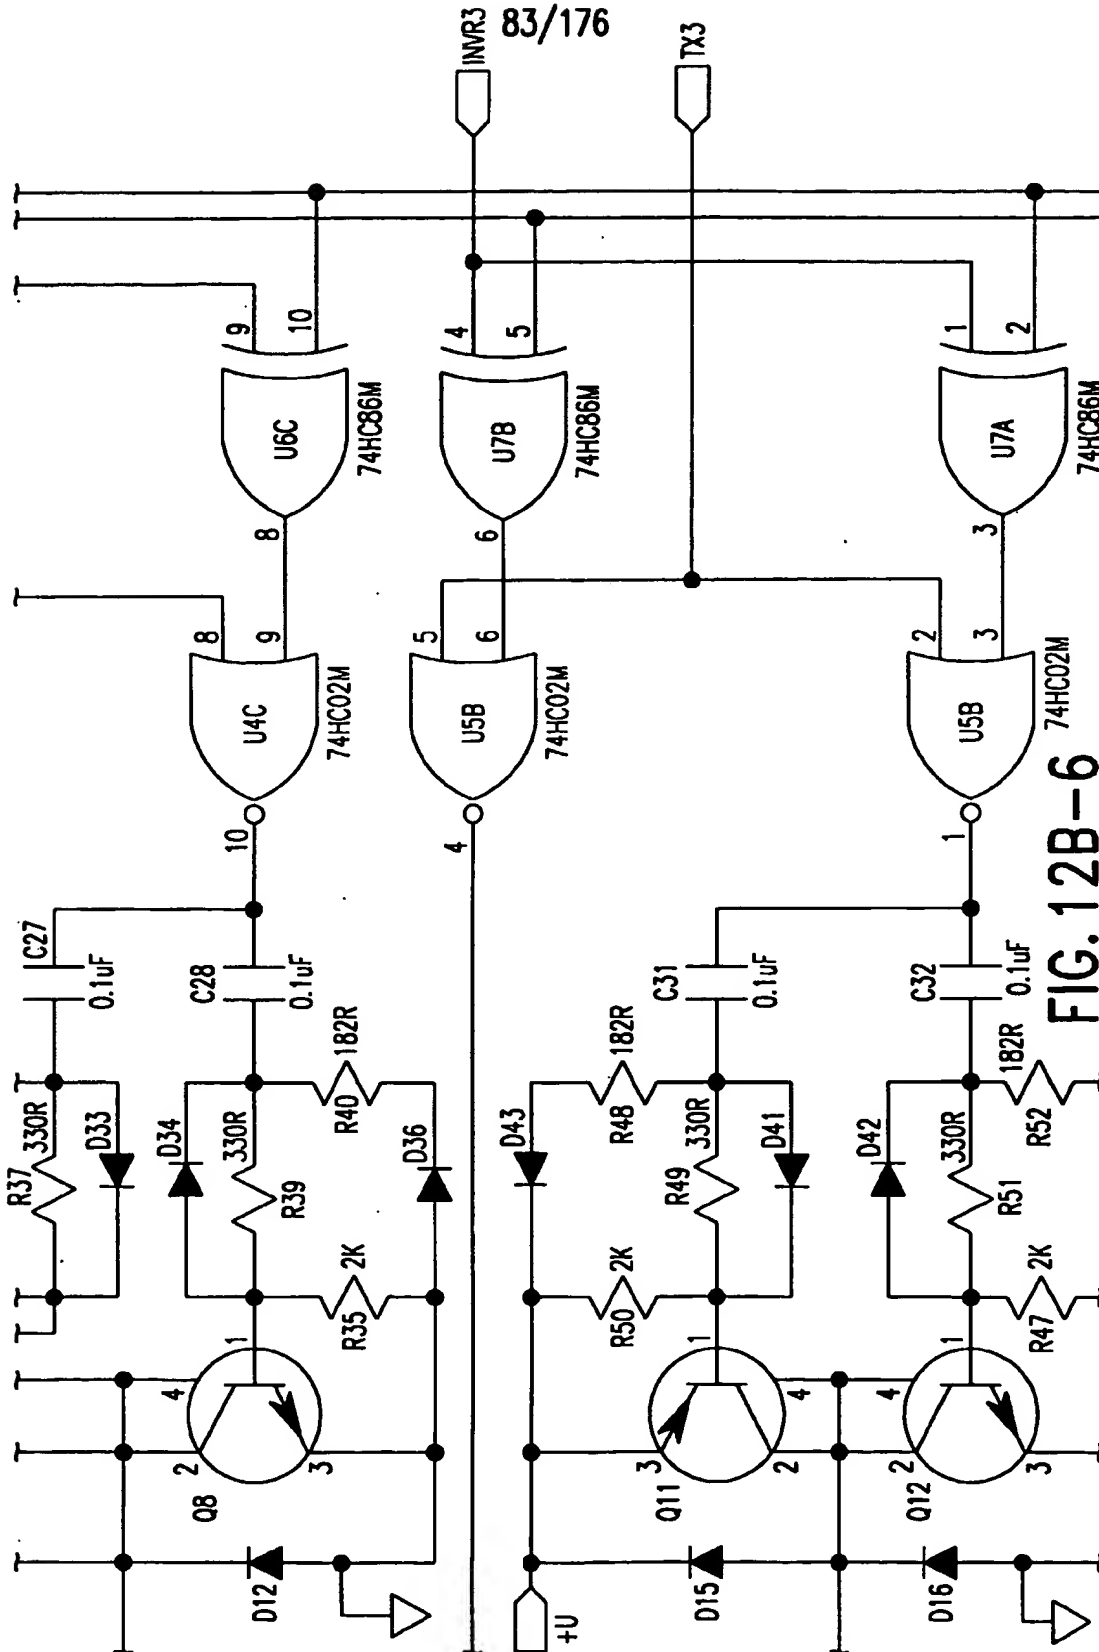 83/176
INVR3
TX3
9
10
U6C
74HC86M
8
4
5
U7B
74HC86M
6
1
2
U7A
74HC86M
3
8
9
U4C
74HC02M
10
5
6
U5B
74HC02M
4
2
3
U5B
74HC02M
1
C27
0.1uF
C28
0.1uF
C31
0.1uF
C32
0.1uF
R37
330R
D33
D34
330R
R39
182R
R40
D36
2K
R35
D43
182R
R48
330R
R49
D41
2K
R50
D42
330R
R51
182R
R52
2K
R47
1
4
2
3
Q8
D12
1
4
3
2
Q11
1
4
2
3
Q12
D15
D16
+U
FIG. 12B-6